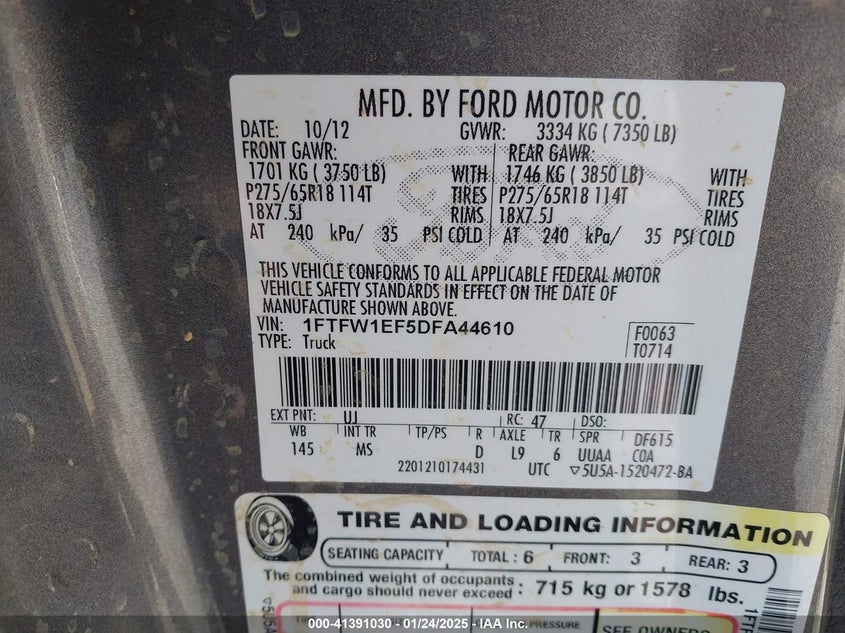 MFD. BY FORD MOTOR CO.
DATE: 10/12 GVWR: 3334 KG ( 7350 LB)
FRONT GAWR: REAR GAWR:
1701 KG ( 3750 LB) WITH 1746 KG ( 3850 LB) WITH
P275/65R18 114T TIRES P275/65R18 114T TIRES
18X7.5J RIMS 18X7.5J RIMS
AT 240 kPa/ 35 PSI COLD AT 240 kPa/ 35 PSI COLD
THIS VEHICLE CONFORMS TO ALL APPLICABLE FEDERAL MOTOR
VEHICLE SAFETY STANDARDS IN EFFECT ON THE DATE OF
MANUFACTURE SHOWN ABOVE.
VIN: 1FTFW1EF5DFA44610 F0063
TYPE: Truck T0714
EXT PNT: UJ RC: 47 DSO:
WB INT TR TP/PS R AXLE TR SPR DF615
145 MS D L9 6 UUAA COA
2201210174431 UTC ▽5U5A-1520472-BA
TIRE AND LOADING INFORMATION
SEATING CAPACITY TOTAL : 6 FRONT: 3 REAR: 3
The combined weight of occupants
and cargo should never exceed : 715 kg or 1578 lbs.
PRESSURE SEE OWNERS
▽5U5A
1FTF
000-41391030 - 01/24/2025 - IAA Inc.